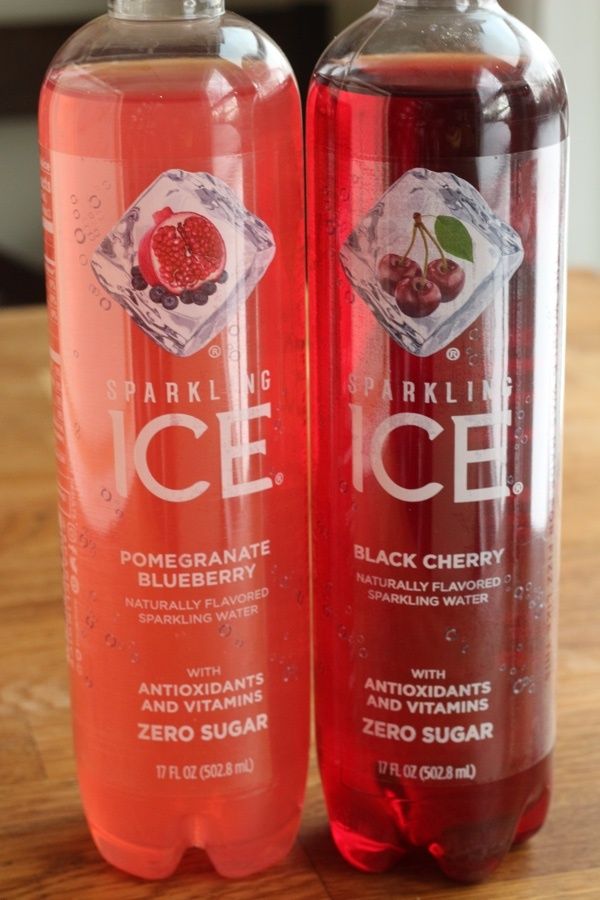 ®
SPARKLING
ICE®
POMEGRANATE
BLUEBERRY
NATURALLY FLAVORED
SPARKLING WATER
WITH
ANTIOXIDANTS
AND VITAMINS
ZERO SUGAR
17 FL OZ (502.8 mL)
®
SPARKLING
ICE®
BLACK CHERRY
NATURALLY FLAVORED
SPARKLING WATER
WITH
ANTIOXIDANTS
AND VITAMINS
ZERO SUGAR
17 FL OZ (502.8 mL)